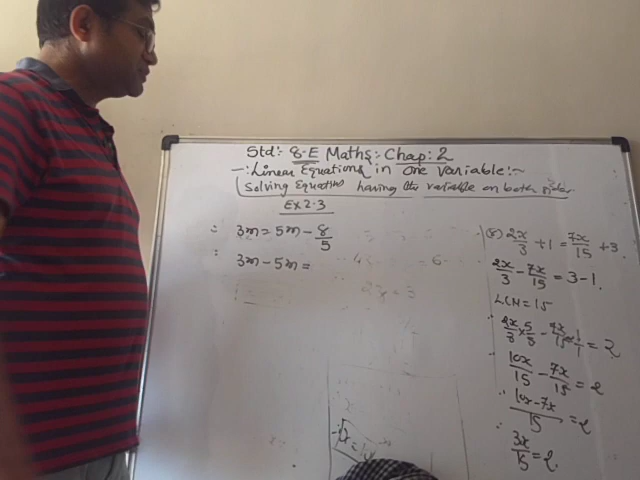 Std:- 8-E Maths:- Chap: 2
-:Linear Equations in One Variable:-
Solving Equations having the variable on both sides
Ex 2.3
∴ 3m = 5m - 8/5
∴ 3m - 5m =
(8) 2x/3 + 1 = 7x/15 + 3.
2x/3 - 7x/15 = 3 - 1.
LCM = 15
2x/3 × 5/5 - 7x/15 × 1/1 = 2
∴ 10x/15 - 7x/15 = 2
∴ 10x - 7x/15 = 2
∴ 3x/15 = 2.